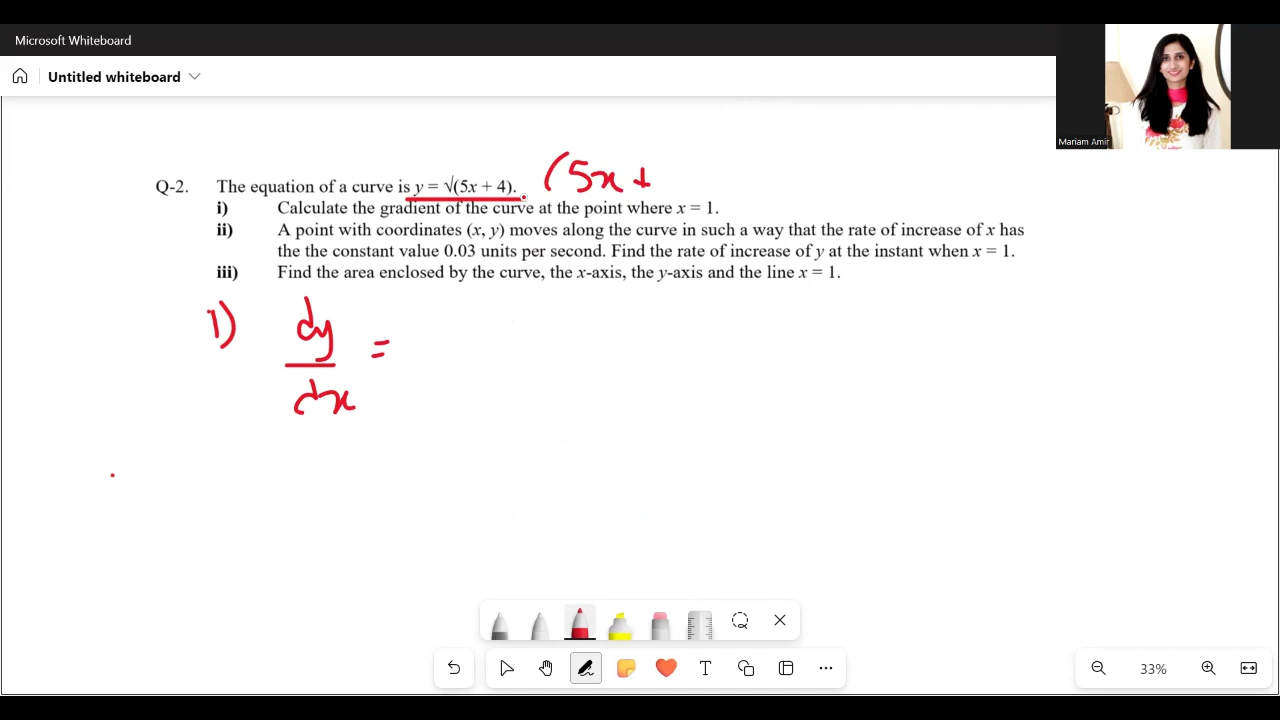 Microsoft Whiteboard
Untitled whiteboard
Mariam Amir
(5x +
Q-2. The equation of a curve is y = √(5x + 4).
i) Calculate the gradient of the curve at the point where x = 1.
ii) A point with coordinates (x, y) moves along the curve in such a way that the rate of increase of x has
the the constant value 0.03 units per second. Find the rate of increase of y at the instant when x = 1.
iii) Find the area enclosed by the curve, the x-axis, the y-axis and the line x = 1.
1) dy
=
dx
33%